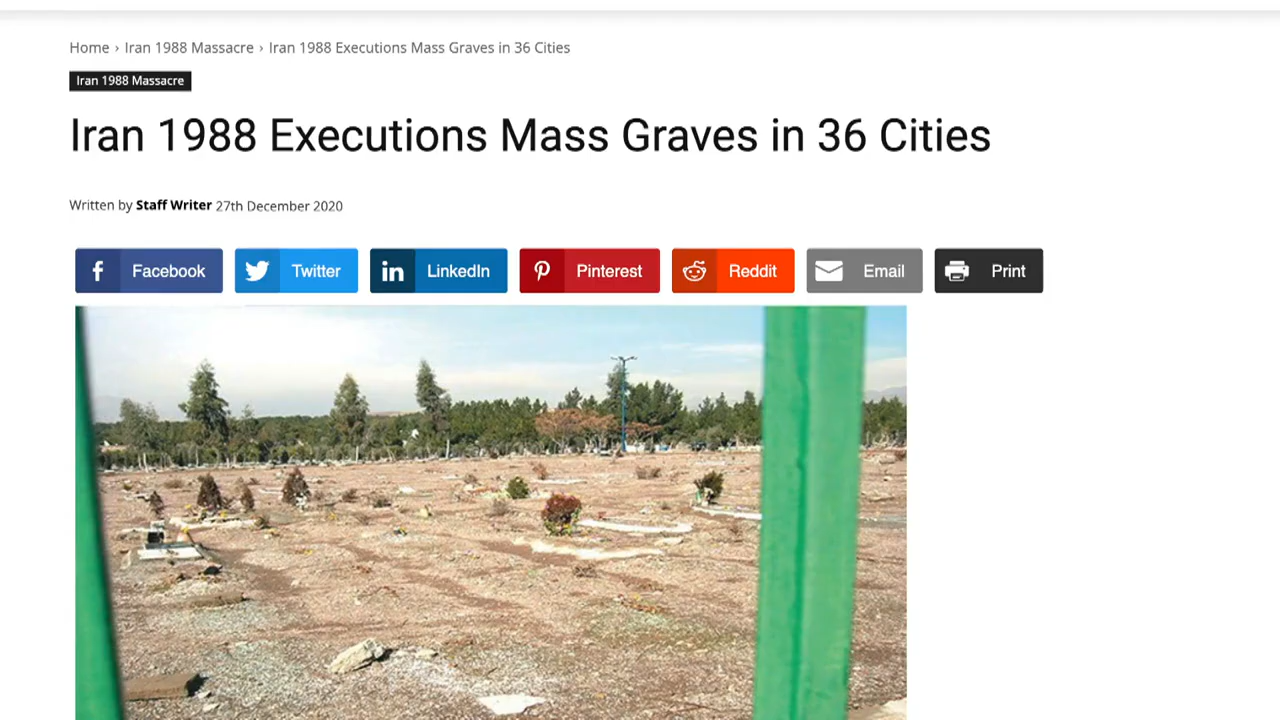 Home › Iran 1988 Massacre › Iran 1988 Executions Mass Graves in 36 Cities
Iran 1988 Massacre
Iran 1988 Executions Mass Graves in 36 Cities
Written by Staff Writer 27th December 2020
Facebook Twitter LinkedIn Pinterest Reddit Email Print